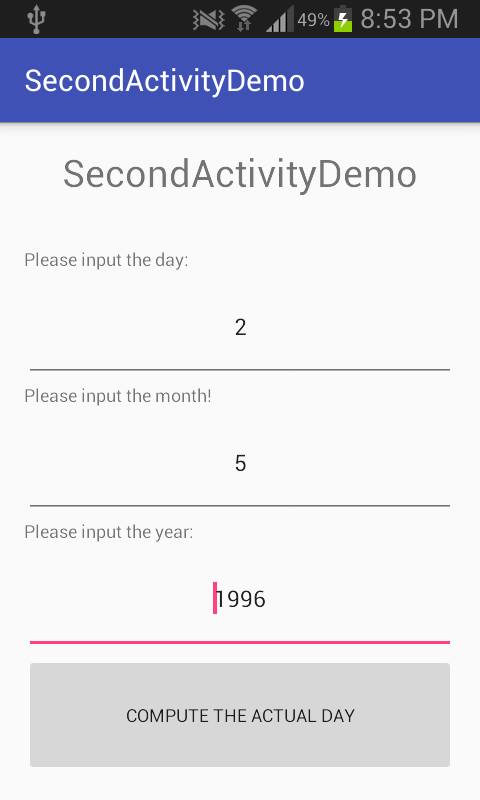 49% 8:53 PM
SecondActivityDemo
SecondActivityDemo
Please input the day:
2
Please input the month!
5
Please input the year:
1996
COMPUTE THE ACTUAL DAY